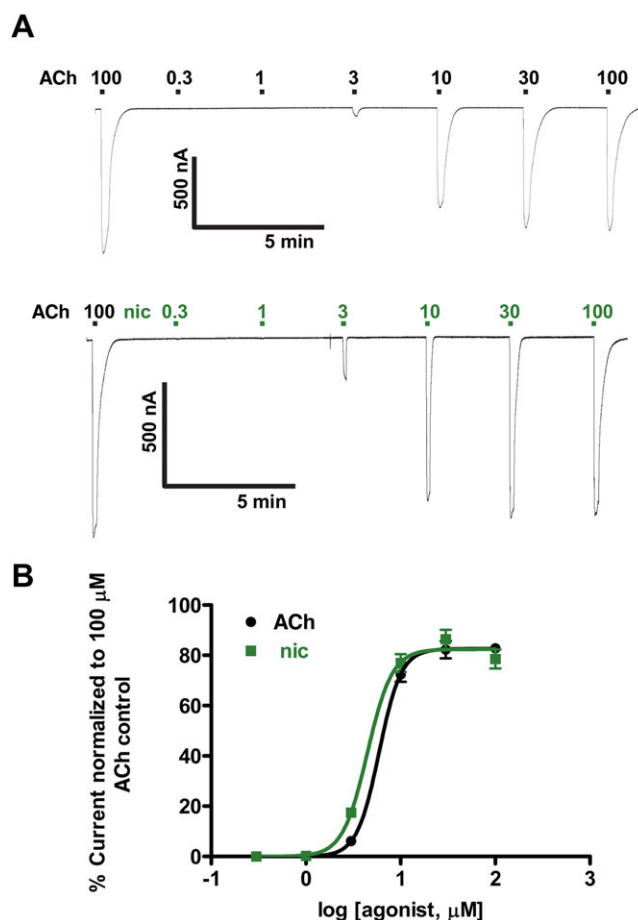 A
ACh 100 0.3 1 3 10 30 100
500 nA
5 min
ACh 100 nic 0.3 1 3 10 30 100
500 nA
5 min
B
% Current normalized to 100 µM
ACh control
100
80
60
40
20
0
ACh
nic
-1 0 1 2 3
log [agonist, µM]